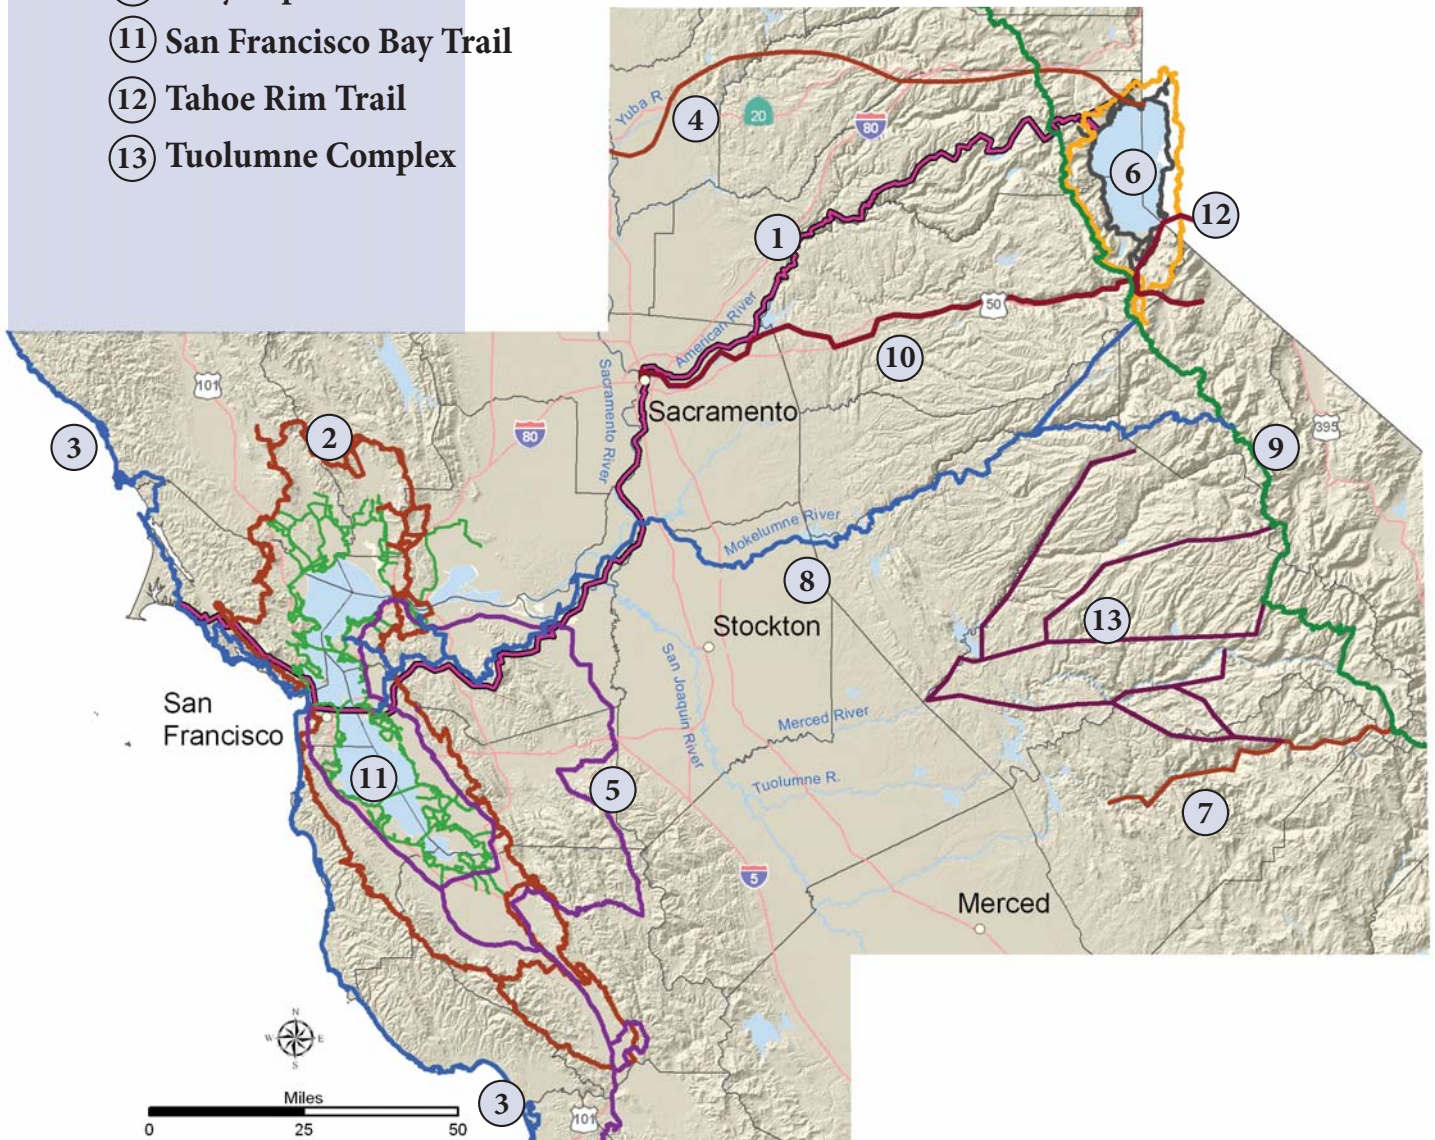 11 San Francisco Bay Trail
12 Tahoe Rim Trail
13 Tuolumne Complex
Yuba R.
4
20
80
6
12
1
American River
50
10
101
Sacramento River
Sacramento
80
2
3
395
9
Mokelumne River
8
Stockton
13
San Joaquin River
San
Francisco
Merced River
11
5
Tuolumne R.
7
5
Merced
N
W E
S
Miles
0 25 50
3
101